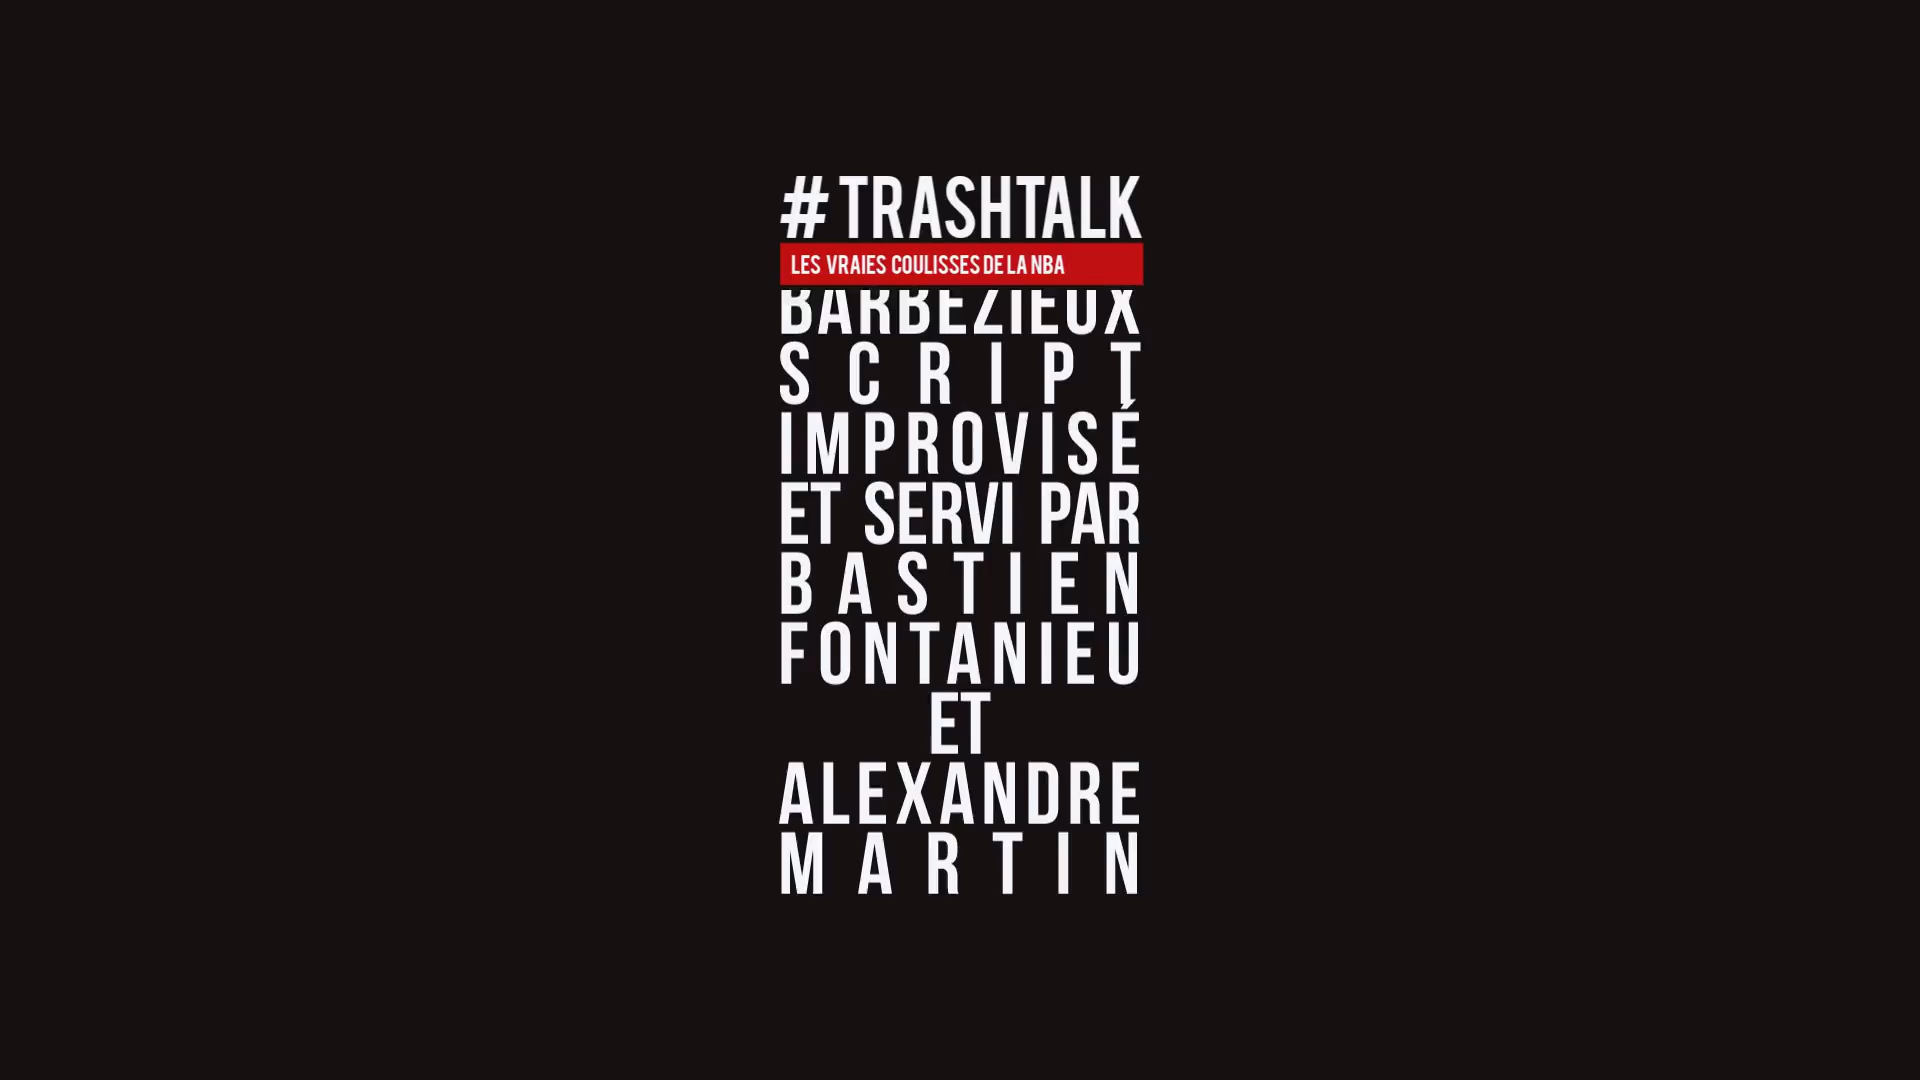 #TRASHTALK
LES VRAIES COULISSES DE LA NBA
BARBEZIEUX
SCRIPT
IMPROVISÉ
ET SERVI PAR
BASTIEN
FONTANIEU
ET
ALEXANDRE
MARTIN